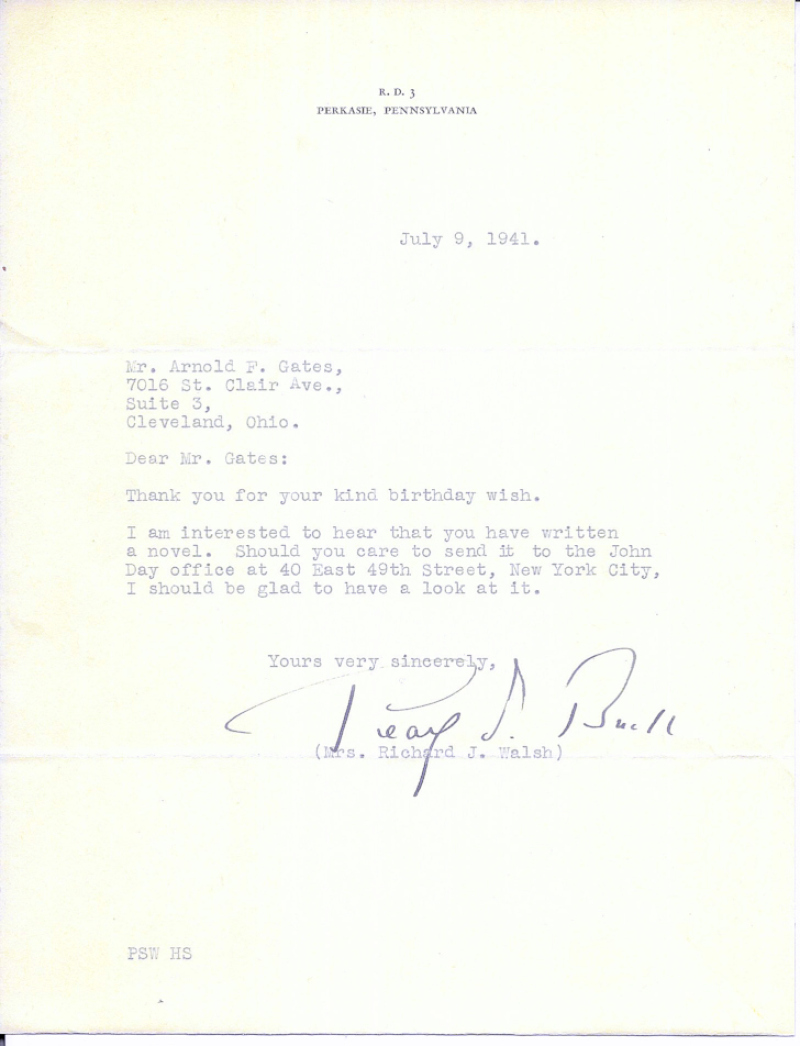 R. D. 3
PERKASIE, PENNSYLVANIA
July 9, 1941.
Mr. Arnold F. Gates,
7016 St. Clair Ave.,
Suite 3,
Cleveland, Ohio.
Dear Mr. Gates:
Thank you for your kind birthday wish.
I am interested to hear that you have written
a novel.  Should you care to send it to the John
Day office at 40 East 49th Street, New York City,
I should be glad to have a look at it.
Yours very sincerely,
Pearl S. Buck
(Mrs. Richard J. Walsh)
PSW HS